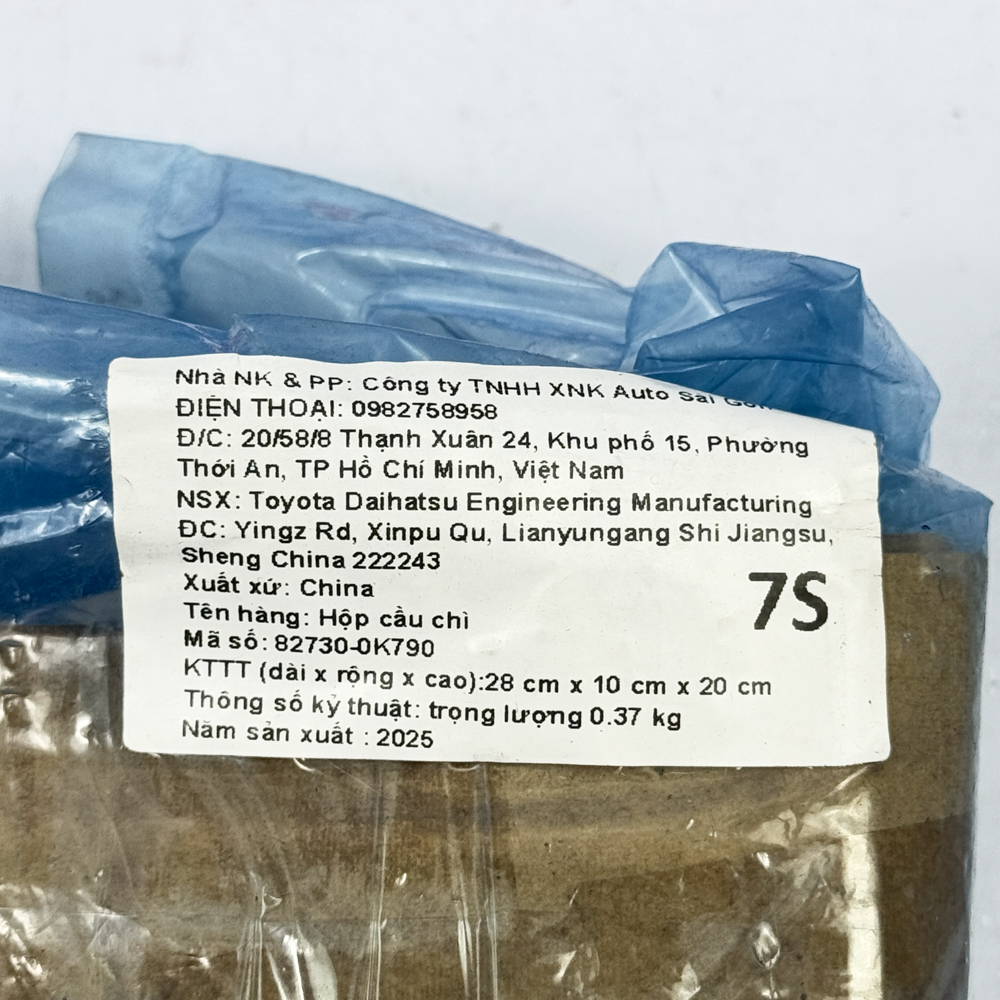 Nhà NK & PP: Công ty TNHH XNK Auto Sai Gon
ĐIỆN THOẠI: 0982758958
Đ/C: 20/58/8 Thạnh Xuân 24, Khu phố 15, Phường
Thới An, TP Hồ Chí Minh, Việt Nam
NSX: Toyota Daihatsu Engineering Manufacturing
ĐC: Yingz Rd, Xinpu Qu, Lianyungang Shi Jiangsu,
Sheng China 222243
Xuất xứ: China
Tên hàng: Hộp cầu chì
7S
Mã số: 82730-0K790
KTTT (dài x rộng x cao):28 cm x 10 cm x 20 cm
Thông số kỷ thuật: trọng lượng 0.37 kg
Năm sản xuất : 2025